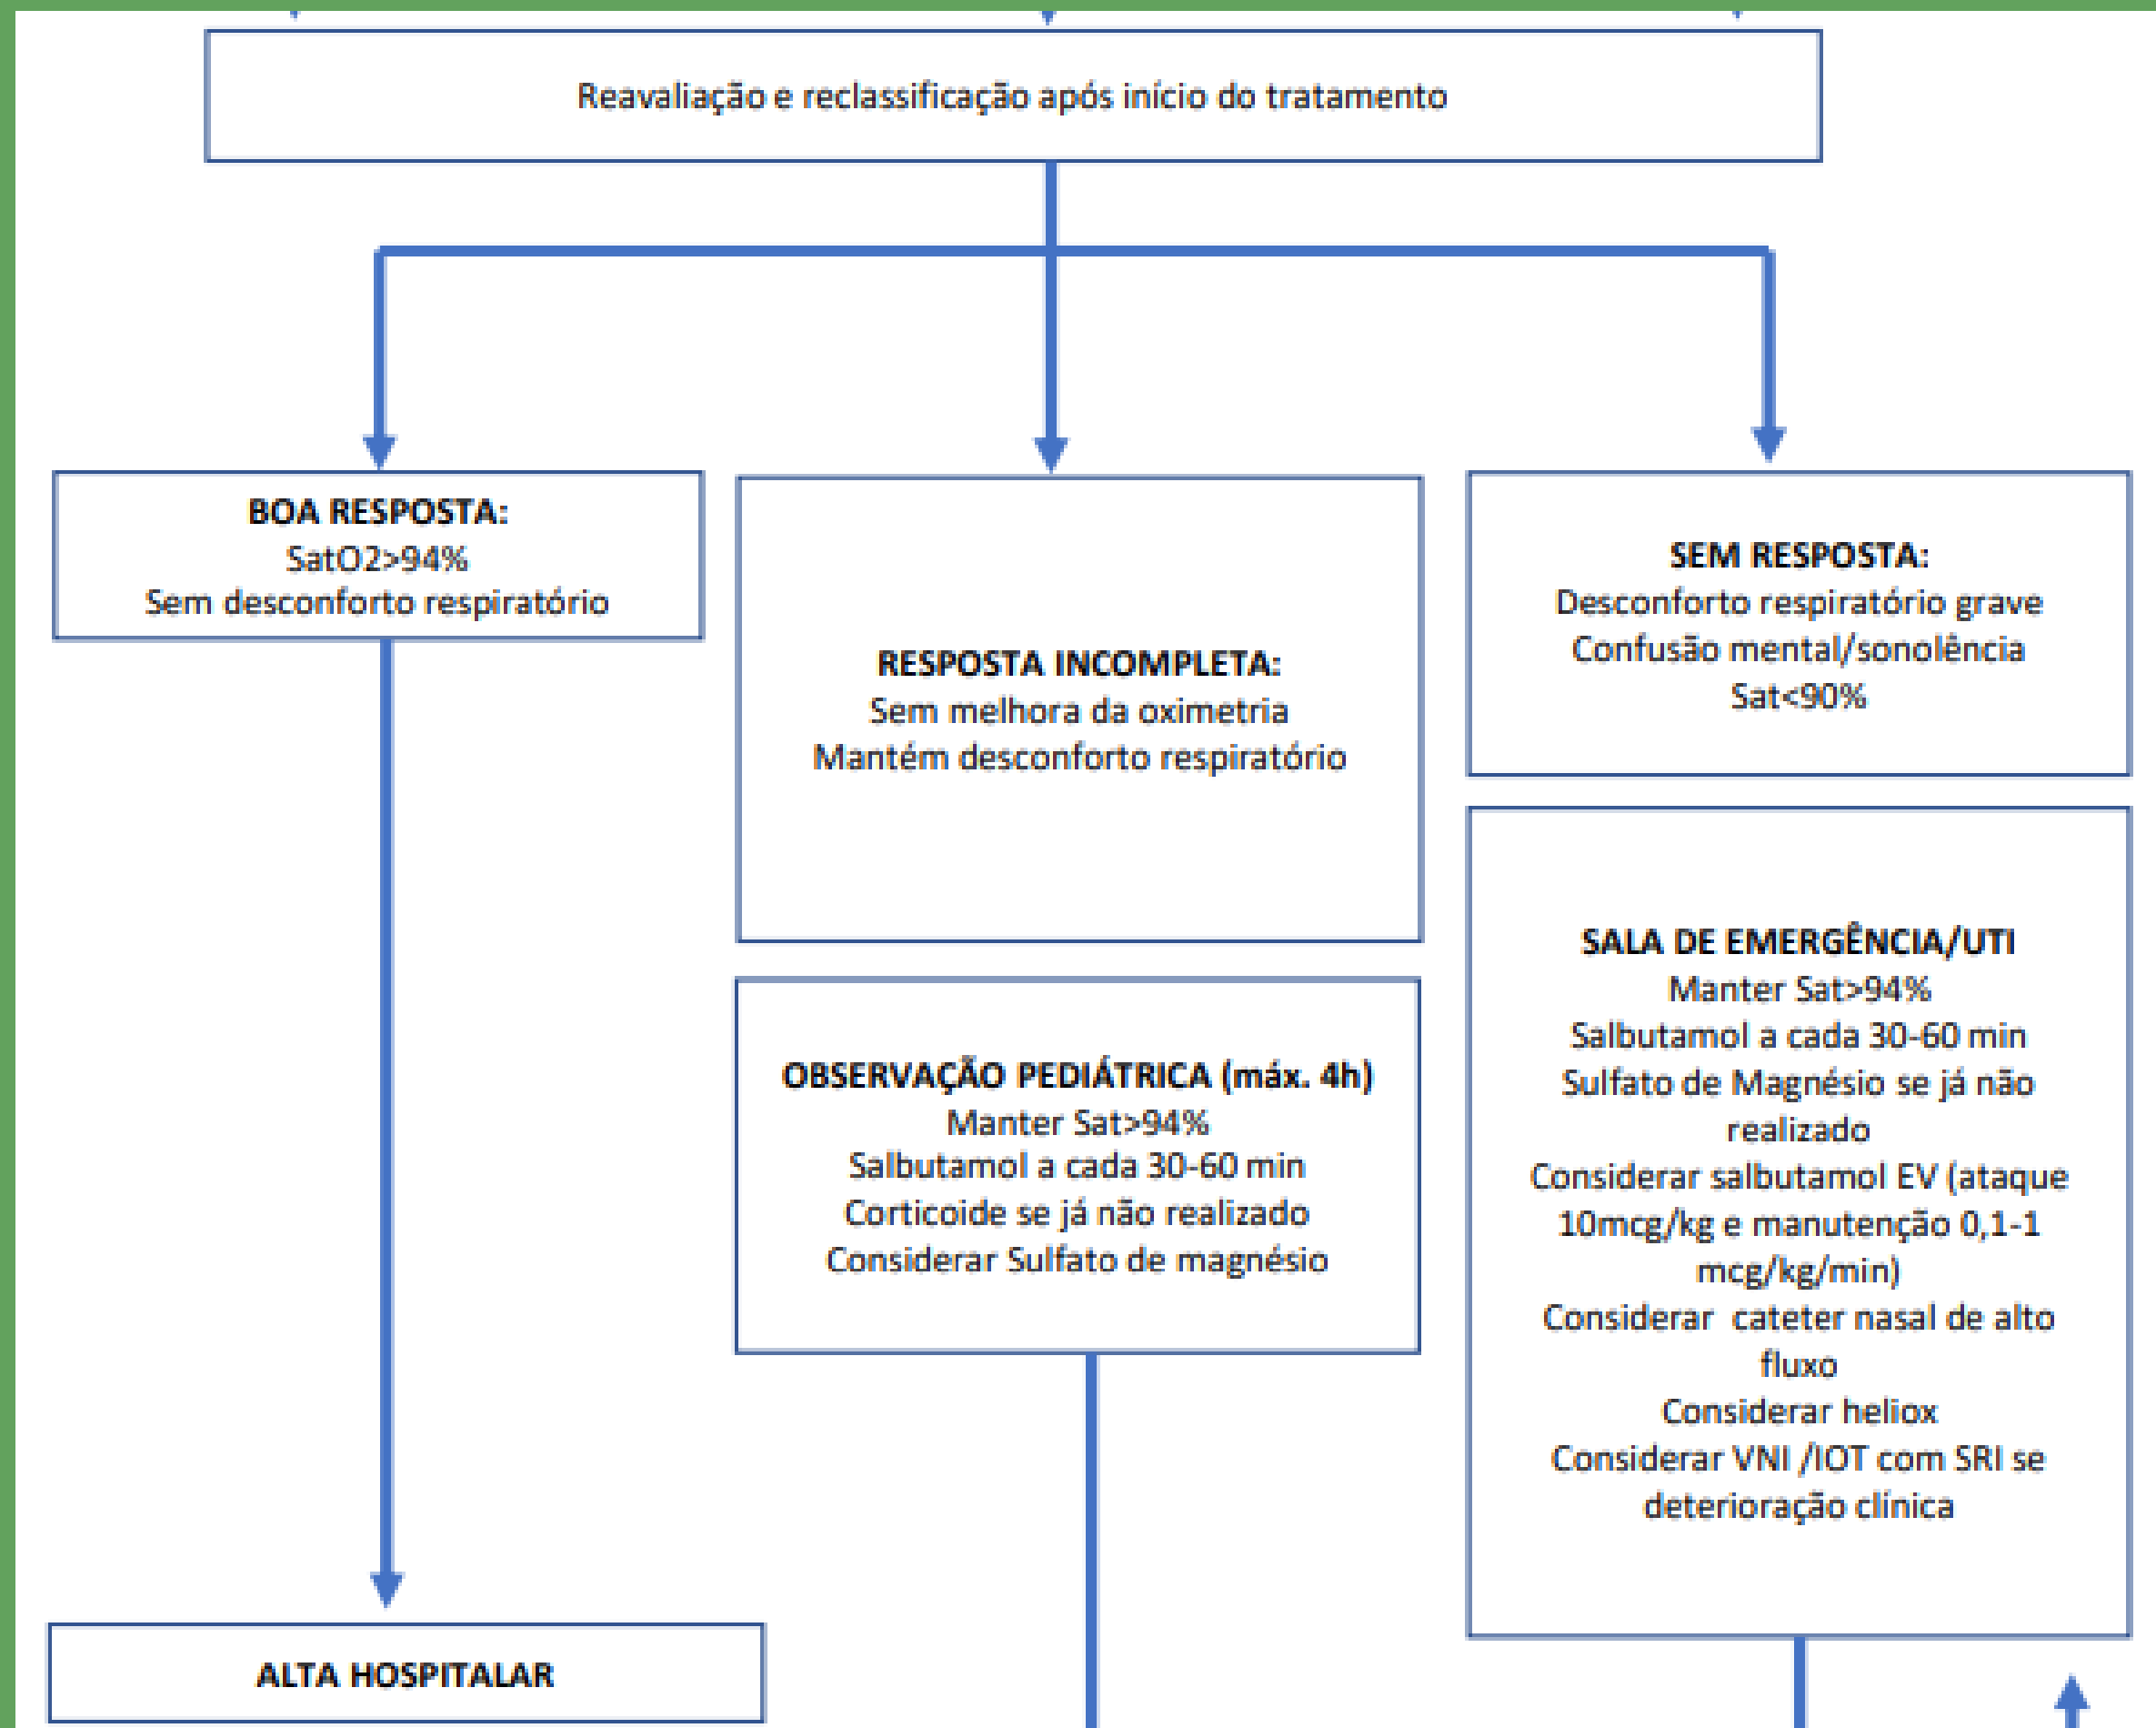 Reavaliação e reclassificação após início do tratamento
BOA RESPOSTA:
SatO2>94%
Sem desconforto respiratório
RESPOSTA INCOMPLETA:
Sem melhora da oximetria
Mantém desconforto respiratório
SEM RESPOSTA:
Desconforto respiratório grave
Confusão mental/sonolência
Sat<90%
OBSERVAÇÃO PEDIÁTRICA (máx. 4h)
Manter Sat>94%
Salbutamol a cada 30-60 min
Corticoide se já não realizado
Considerar Sulfato de magnésio
SALA DE EMERGÊNCIA/UTI
Manter Sat>94%
Salbutamol a cada 30-60 min
Sulfato de Magnésio se já não
realizado
Considerar salbutamol EV (ataque
10mcg/kg e manutenção 0,1-1
mcg/kg/min)
Considerar  cateter nasal de alto
fluxo
Considerar heliox
Considerar VNI /IOT com SRI se
deterioração clínica
ALTA HOSPITALAR